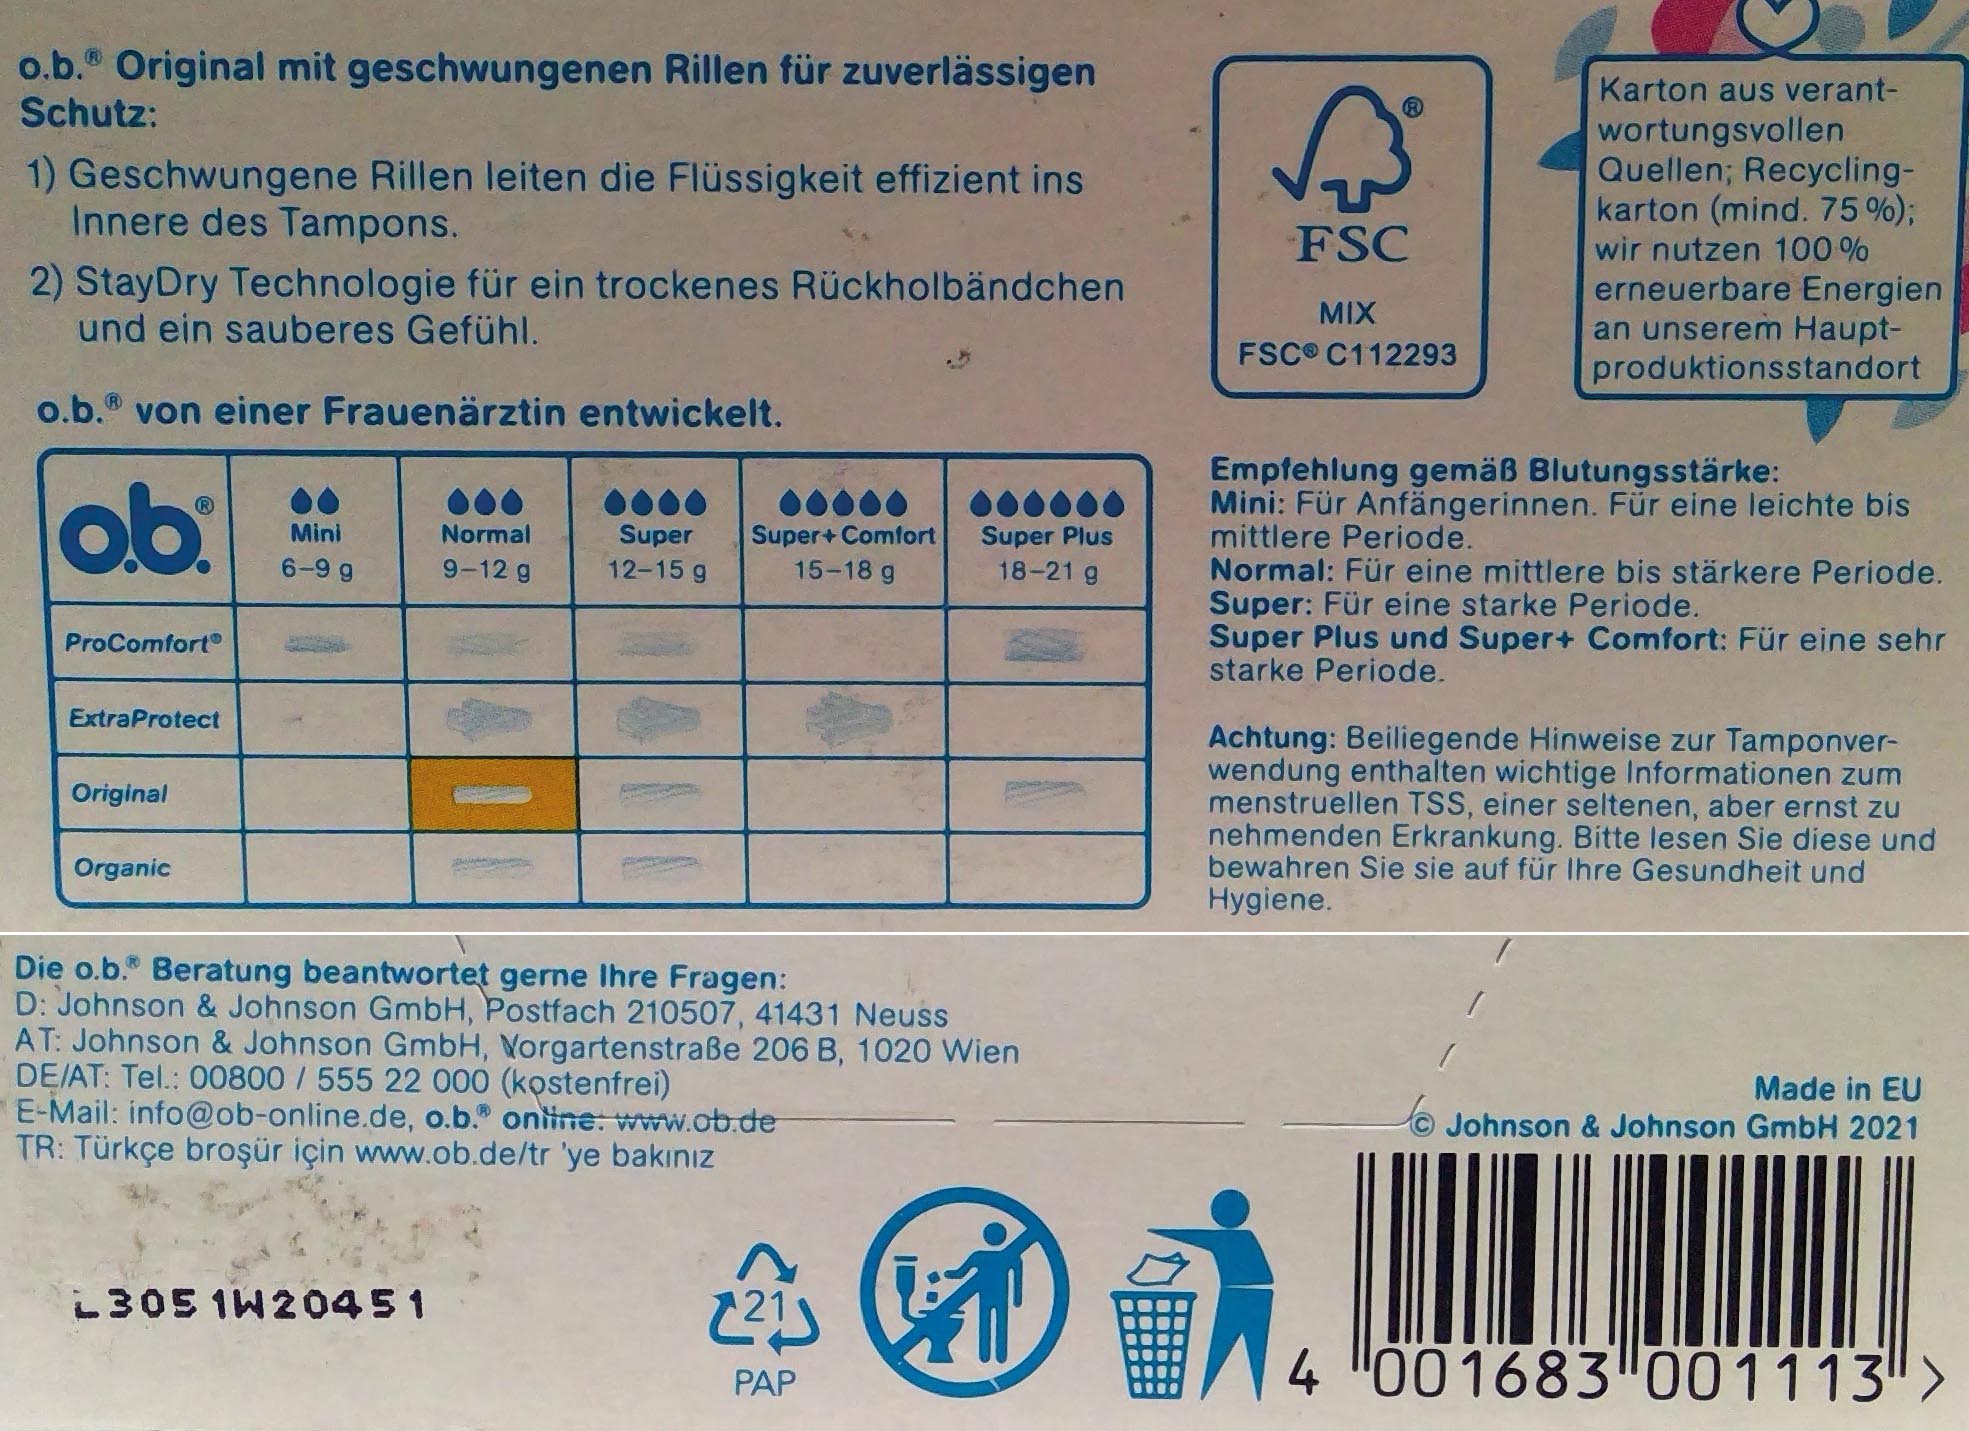 o.b.® Original mit geschwungenen Rillen für zuverlässigen
Schutz:
1) Geschwungene Rillen leiten die Flüssigkeit effizient ins
Innere des Tampons.
2) StayDry Technologie für ein trockenes Rückholbändchen
und ein sauberes Gefühl.
o.b.® von einer Frauenärztin entwickelt.
®
FSC
MIX
FSC® C112293
Karton aus verant-
wortungsvollen
Quellen; Recycling-
karton (mind. 75 %);
wir nutzen 100 %
erneuerbare Energien
an unserem Haupt-
produktionsstandort
o.b.®
Mini
6–9 g
Normal
9–12 g
Super
12–15 g
Super+ Comfort
15–18 g
Super Plus
18–21 g
ProComfort®
ExtraProtect
Original
Organic
Empfehlung gemäß Blutungsstärke:
Mini: Für Anfängerinnen. Für eine leichte bis
mittlere Periode.
Normal: Für eine mittlere bis stärkere Periode.
Super: Für eine starke Periode.
Super Plus und Super+ Comfort: Für eine sehr
starke Periode.
Achtung: Beiliegende Hinweise zur Tamponver-
wendung enthalten wichtige Informationen zum
menstruellen TSS, einer seltenen, aber ernst zu
nehmenden Erkrankung. Bitte lesen Sie diese und
bewahren Sie sie auf für Ihre Gesundheit und
Hygiene.
Die o.b.® Beratung beantwortet gerne Ihre Fragen:
D: Johnson & Johnson GmbH, Postfach 210507, 41431 Neuss
AT: Johnson & Johnson GmbH, Vorgartenstraße 206 B, 1020 Wien
DE/AT: Tel.: 00800 / 555 22 000 (kostenfrei)
E-Mail: info@ob-online.de, o.b.® online: www.ob.de
TR: Türkçe broşür için www.ob.de/tr 'ye bakınız
Made in EU
© Johnson & Johnson GmbH 2021
L3051W20451
21
PAP
4 001683 001113 >